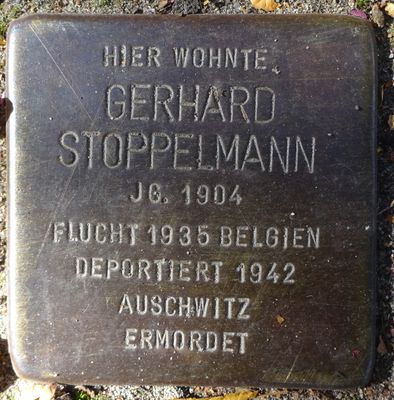 HIER WOHNTE
GERHARD
STOPPELMANN
JG. 1904
FLUCHT 1935 BELGIEN
DEPORTIERT 1942
AUSCHWITZ
ERMORDET